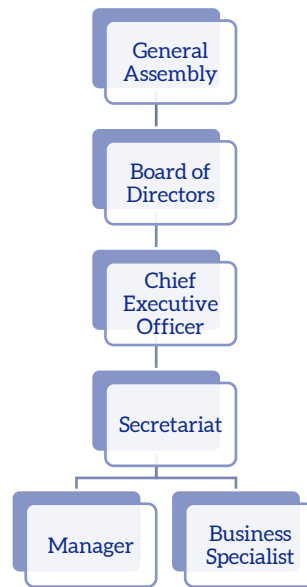 General
Assembly
Board of
Directors
Chief
Executive
Officer
Secretariat
Manager
Business
Specialist